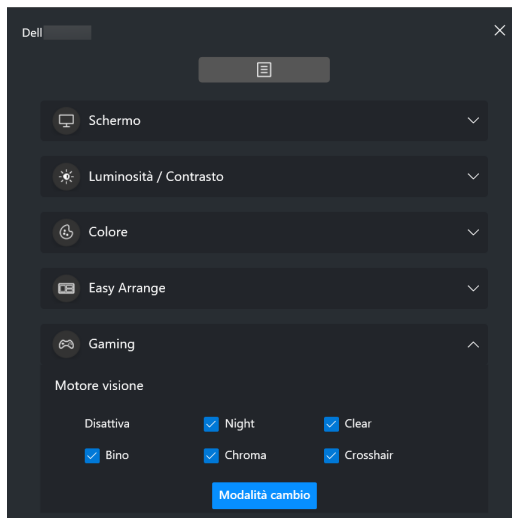 Dell
Schermo
Luminosità / Contrasto
Colore
Easy Arrange
Gaming
Motore visione
Disattiva Night Clear
Bino Chroma Crosshair
Modalità cambio